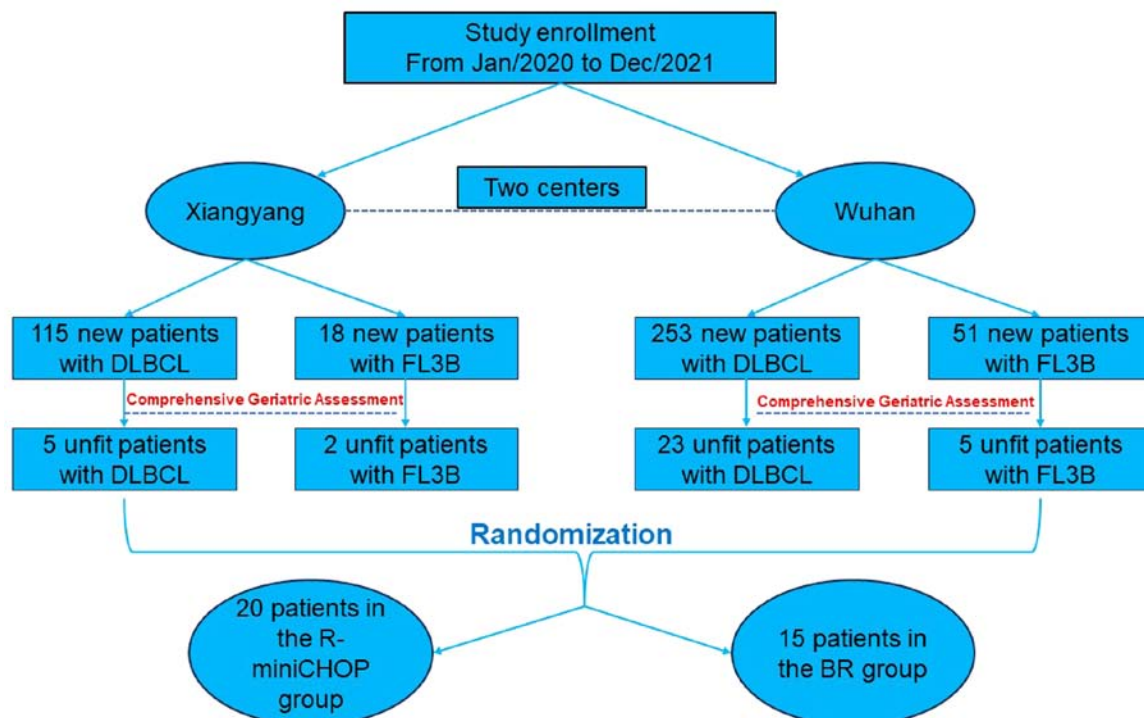 Study enrollment
From Jan/2020 to Dec/2021
Two centers
Xiangyang
Wuhan
115 new patients
with DLBCL
18 new patients
with FL3B
253 new patients
with DLBCL
51 new patients
with FL3B
Comprehensive Geriatric Assessment
Comprehensive Geriatric Assessment
5 unfit patients
with DLBCL
2 unfit patients
with FL3B
23 unfit patients
with DLBCL
5 unfit patients
with FL3B
Randomization
20 patients in
the R-
miniCHOP
group
15 patients in
the BR group